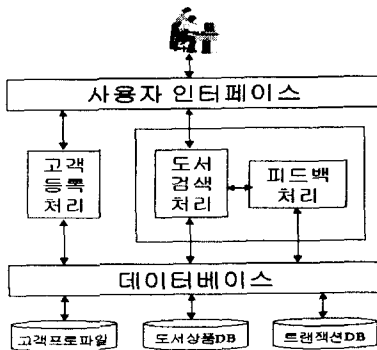 사용자 인터페이스
고객
등록
처리
도서
검색
처리
피드백
처리
데이터베이스
고객프로파일
도서상품DB
트랜잭션DB